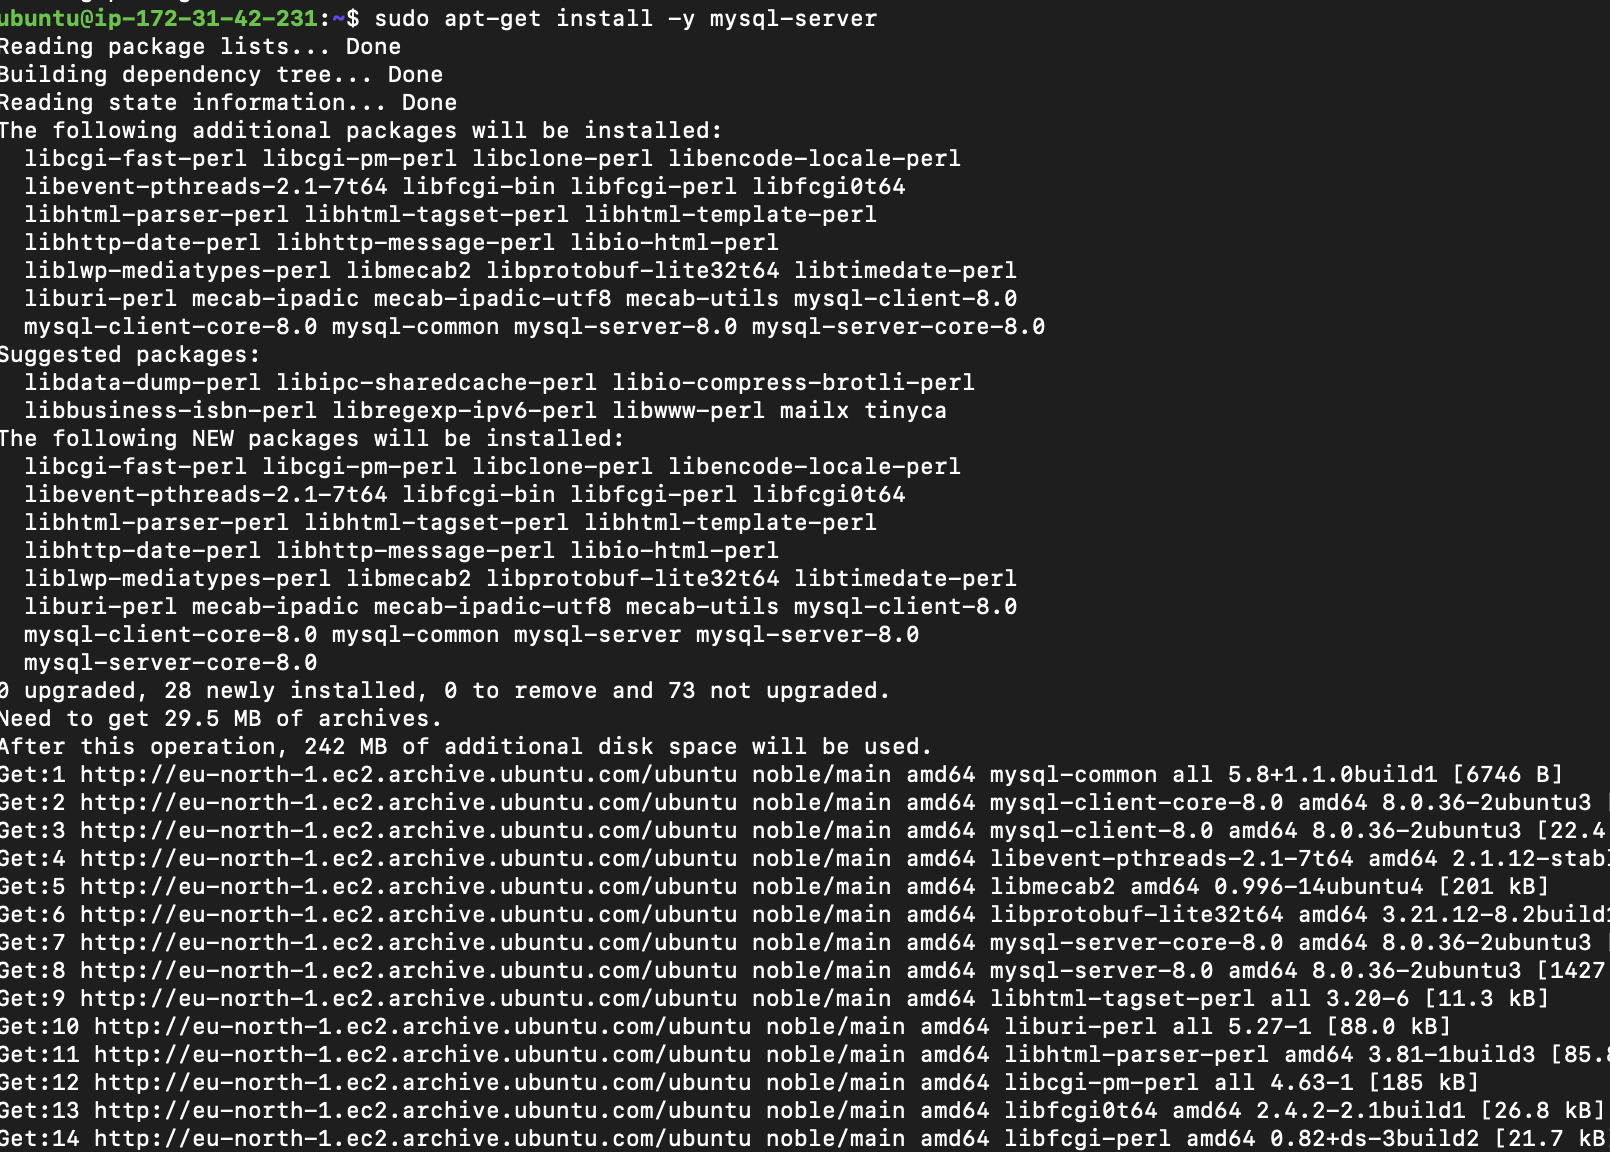 ubuntu@ip-172-31-42-231:~$ sudo apt-get install -y mysql-server
Reading package lists... Done
Building dependency tree... Done
Reading state information... Done
The following additional packages will be installed:
  libcgi-fast-perl libcgi-pm-perl libclone-perl libencode-locale-perl
  libevent-pthreads-2.1-7t64 libfcgi-bin libfcgi-perl libfcgi0t64
  libhtml-parser-perl libhtml-tagset-perl libhtml-template-perl
  libhttp-date-perl libhttp-message-perl libio-html-perl
  liblwp-mediatypes-perl libmecab2 libprotobuf-lite32t64 libtimedate-perl
  liburi-perl mecab-ipadic mecab-ipadic-utf8 mecab-utils mysql-client-8.0
  mysql-client-core-8.0 mysql-common mysql-server-8.0 mysql-server-core-8.0
Suggested packages:
  libdata-dump-perl libipc-sharedcache-perl libio-compress-brotli-perl
  libbusiness-isbn-perl libregexp-ipv6-perl libwww-perl mailx tinyca
The following NEW packages will be installed:
  libcgi-fast-perl libcgi-pm-perl libclone-perl libencode-locale-perl
  libevent-pthreads-2.1-7t64 libfcgi-bin libfcgi-perl libfcgi0t64
  libhtml-parser-perl libhtml-tagset-perl libhtml-template-perl
  libhttp-date-perl libhttp-message-perl libio-html-perl
  liblwp-mediatypes-perl libmecab2 libprotobuf-lite32t64 libtimedate-perl
  liburi-perl mecab-ipadic mecab-ipadic-utf8 mecab-utils mysql-client-8.0
  mysql-client-core-8.0 mysql-common mysql-server mysql-server-8.0
  mysql-server-core-8.0
0 upgraded, 28 newly installed, 0 to remove and 73 not upgraded.
Need to get 29.5 MB of archives.
After this operation, 242 MB of additional disk space will be used.
Get:1 http://eu-north-1.ec2.archive.ubuntu.com/ubuntu noble/main amd64 mysql-common all 5.8+1.1.0build1 [6746 B]
Get:2 http://eu-north-1.ec2.archive.ubuntu.com/ubuntu noble/main amd64 mysql-client-core-8.0 amd64 8.0.36-2ubuntu3 [
Get:3 http://eu-north-1.ec2.archive.ubuntu.com/ubuntu noble/main amd64 mysql-client-8.0 amd64 8.0.36-2ubuntu3 [22.4
Get:4 http://eu-north-1.ec2.archive.ubuntu.com/ubuntu noble/main amd64 libevent-pthreads-2.1-7t64 amd64 2.1.12-stabl
Get:5 http://eu-north-1.ec2.archive.ubuntu.com/ubuntu noble/main amd64 libmecab2 amd64 0.996-14ubuntu4 [201 kB]
Get:6 http://eu-north-1.ec2.archive.ubuntu.com/ubuntu noble/main amd64 libprotobuf-lite32t64 amd64 3.21.12-8.2build1
Get:7 http://eu-north-1.ec2.archive.ubuntu.com/ubuntu noble/main amd64 mysql-server-core-8.0 amd64 8.0.36-2ubuntu3 [
Get:8 http://eu-north-1.ec2.archive.ubuntu.com/ubuntu noble/main amd64 mysql-server-8.0 amd64 8.0.36-2ubuntu3 [1427
Get:9 http://eu-north-1.ec2.archive.ubuntu.com/ubuntu noble/main amd64 libhtml-tagset-perl all 3.20-6 [11.3 kB]
Get:10 http://eu-north-1.ec2.archive.ubuntu.com/ubuntu noble/main amd64 liburi-perl all 5.27-1 [88.0 kB]
Get:11 http://eu-north-1.ec2.archive.ubuntu.com/ubuntu noble/main amd64 libhtml-parser-perl amd64 3.81-1build3 [85.8
Get:12 http://eu-north-1.ec2.archive.ubuntu.com/ubuntu noble/main amd64 libcgi-pm-perl all 4.63-1 [185 kB]
Get:13 http://eu-north-1.ec2.archive.ubuntu.com/ubuntu noble/main amd64 libfcgi0t64 amd64 2.4.2-2.1build1 [26.8 kB]
Get:14 http://eu-north-1.ec2.archive.ubuntu.com/ubuntu noble/main amd64 libfcgi-perl amd64 0.82+ds-3build2 [21.7 kB